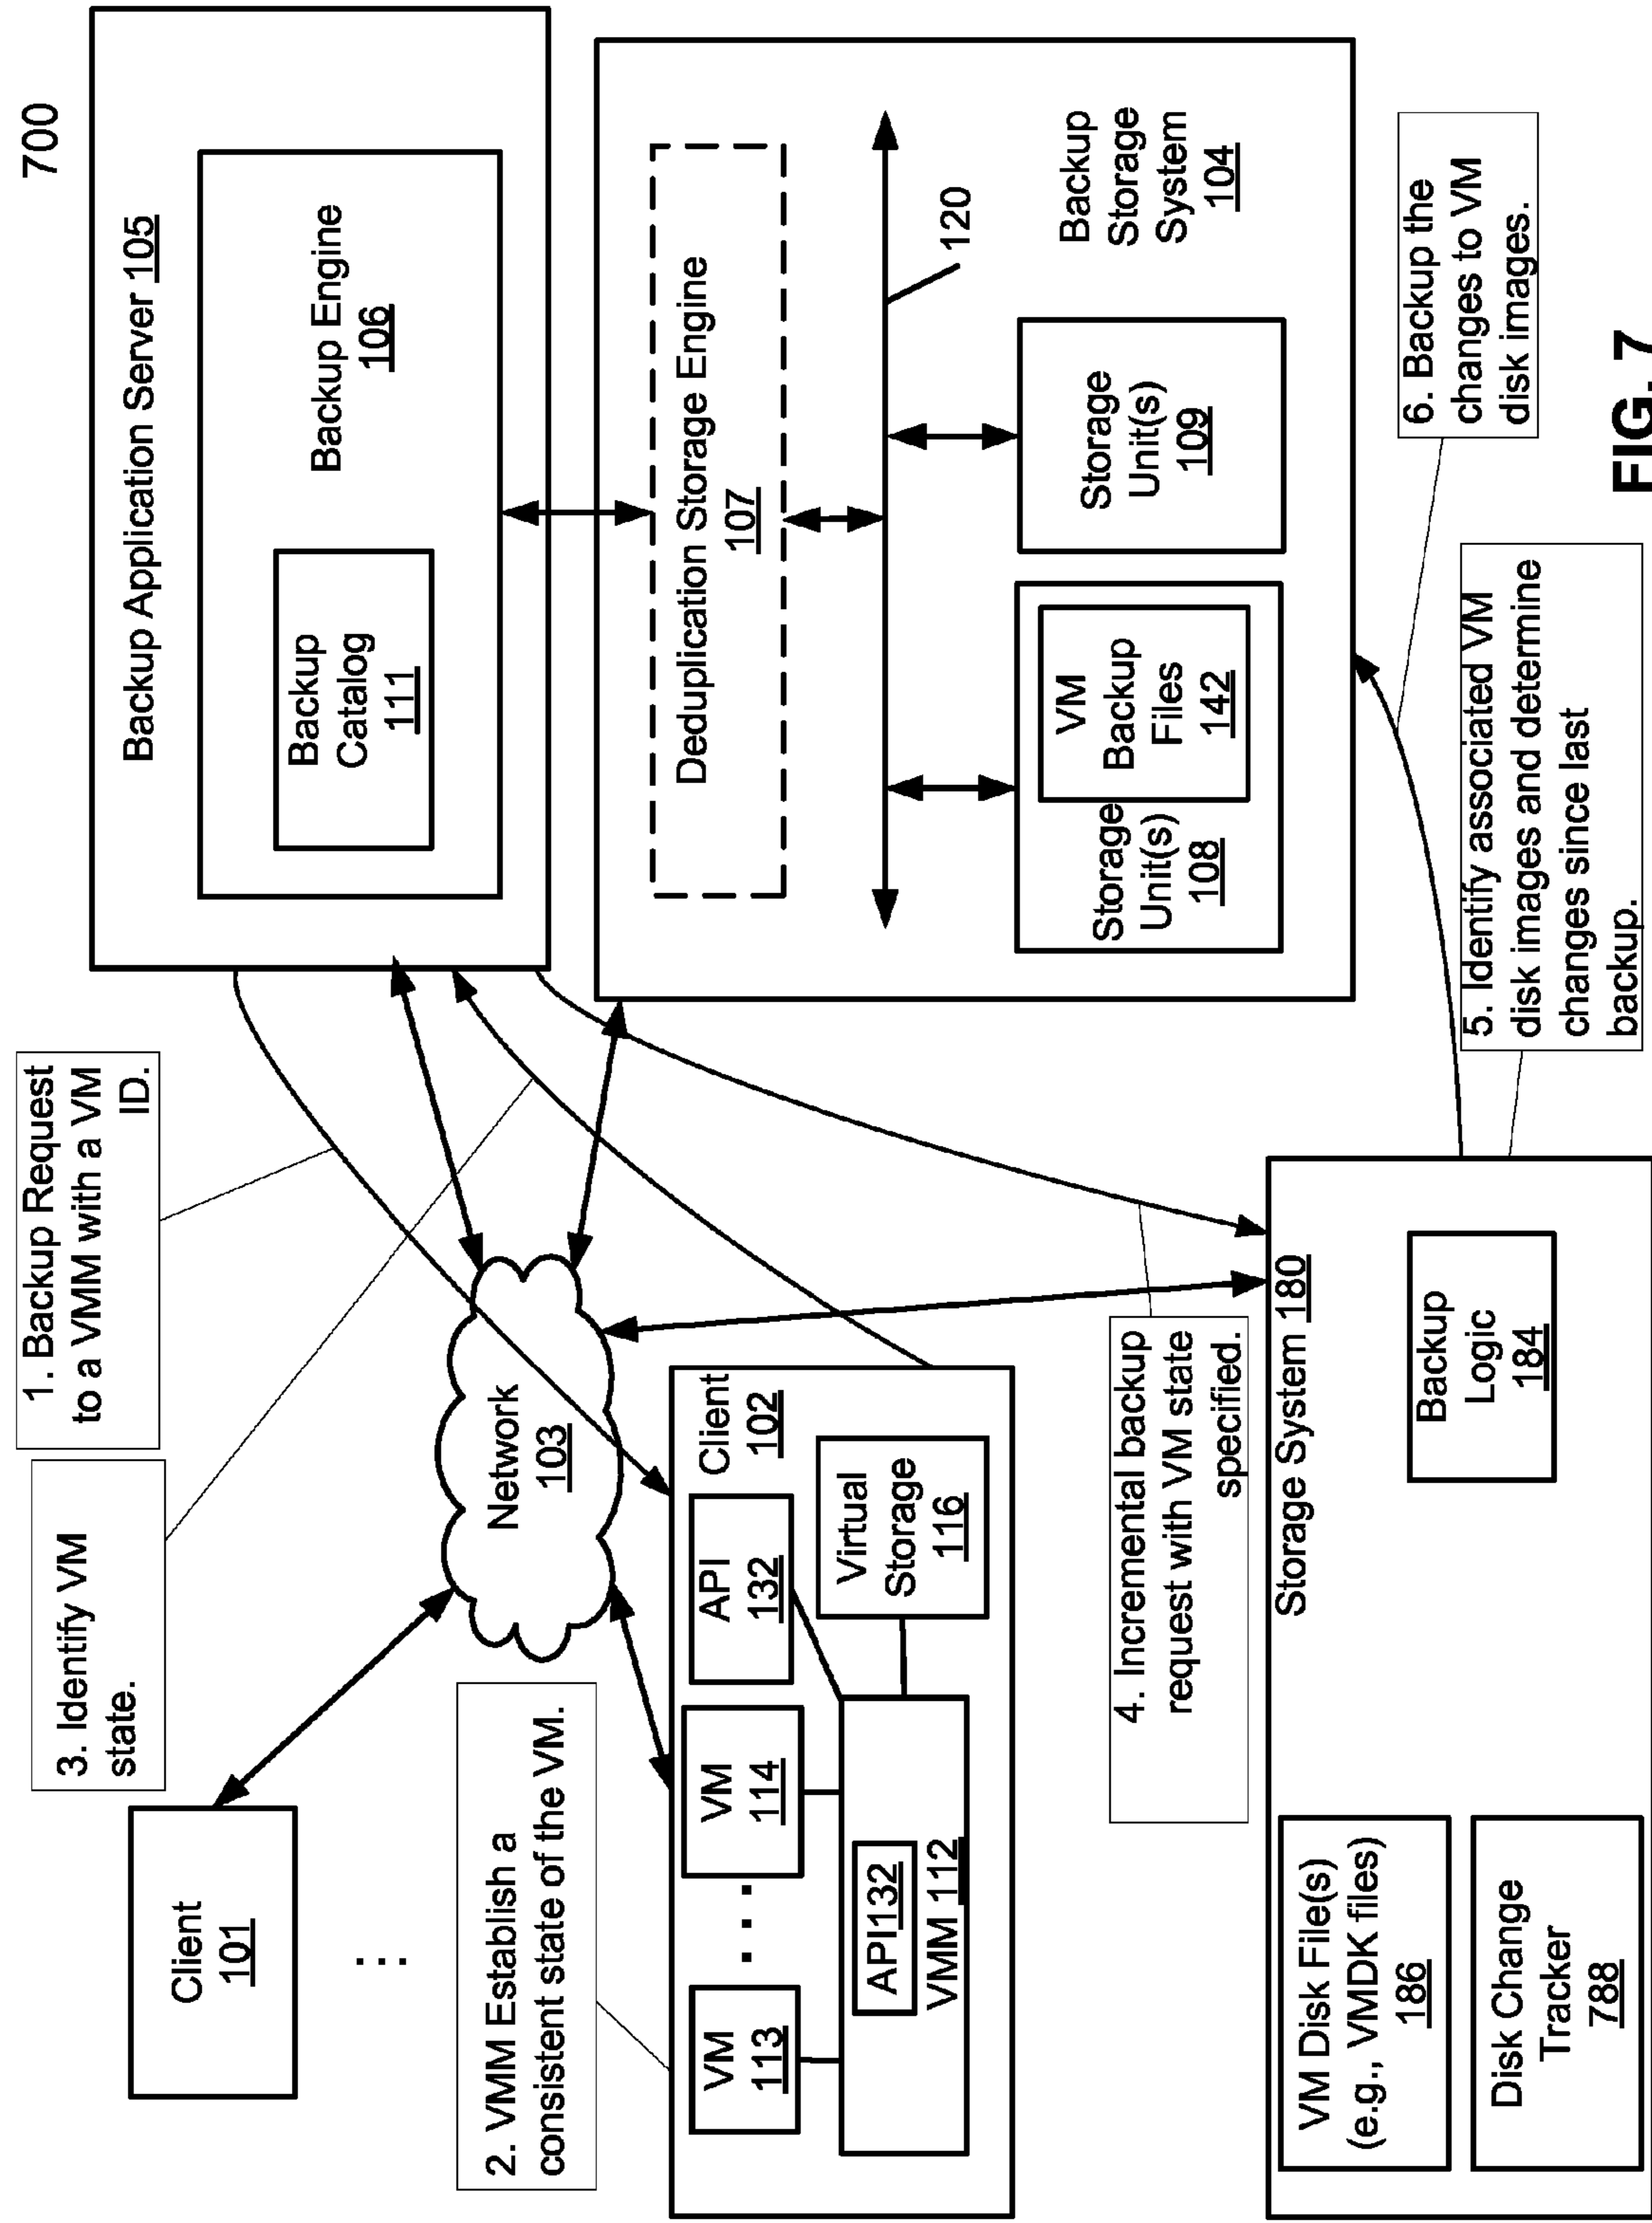 700
1. Backup Request
to a VMM with a VM
ID.
3. Identify VM
state.
Client
101
...
Network
103
2. VMM Establish a
consistent state of the VM.
Client
102
VM
113
. . .
VM
114
API
132
Virtual
Storage
116
API132
VMM 112
Backup Application Server 105
Backup Engine
106
Backup
Catalog
111
Deduplication Storage Engine
107
120
Backup
Storage
System
104
Storage
Unit(s)
108
VM
Backup
Files
142
Storage
Unit(s)
109
4. Incremental backup
request with VM state
specified.
Storage System 180
VM Disk File(s)
(e.g., VMDK files)
186
Disk Change
Tracker
788
Backup
Logic
184
5. Identify associated VM
disk images and determine
changes since last
backup.
6. Backup the
changes to VM
disk images.
FIG. 7